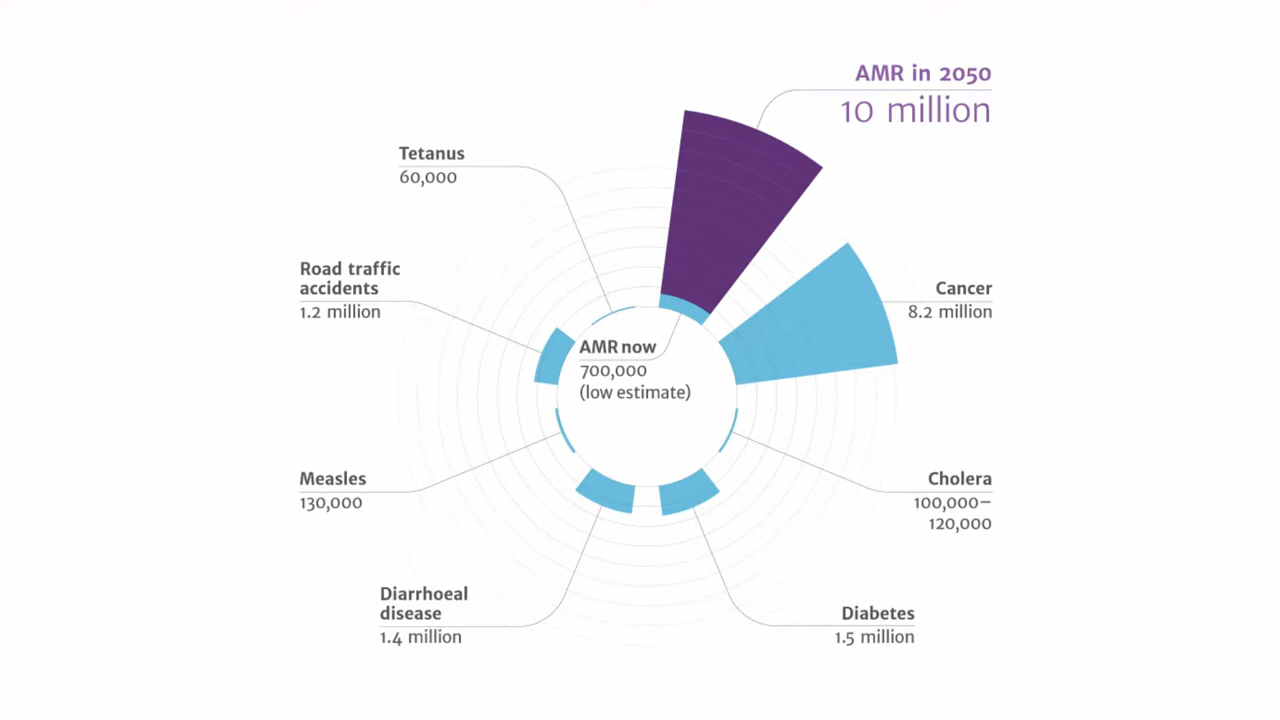 AMR in 2050
10 million
Tetanus
60,000
Road traffic
accidents
1.2 million
Cancer
8.2 million
AMR now
700,000
(low estimate)
Measles
130,000
Cholera
100,000–
120,000
Diarrhoeal
disease
1.4 million
Diabetes
1.5 million